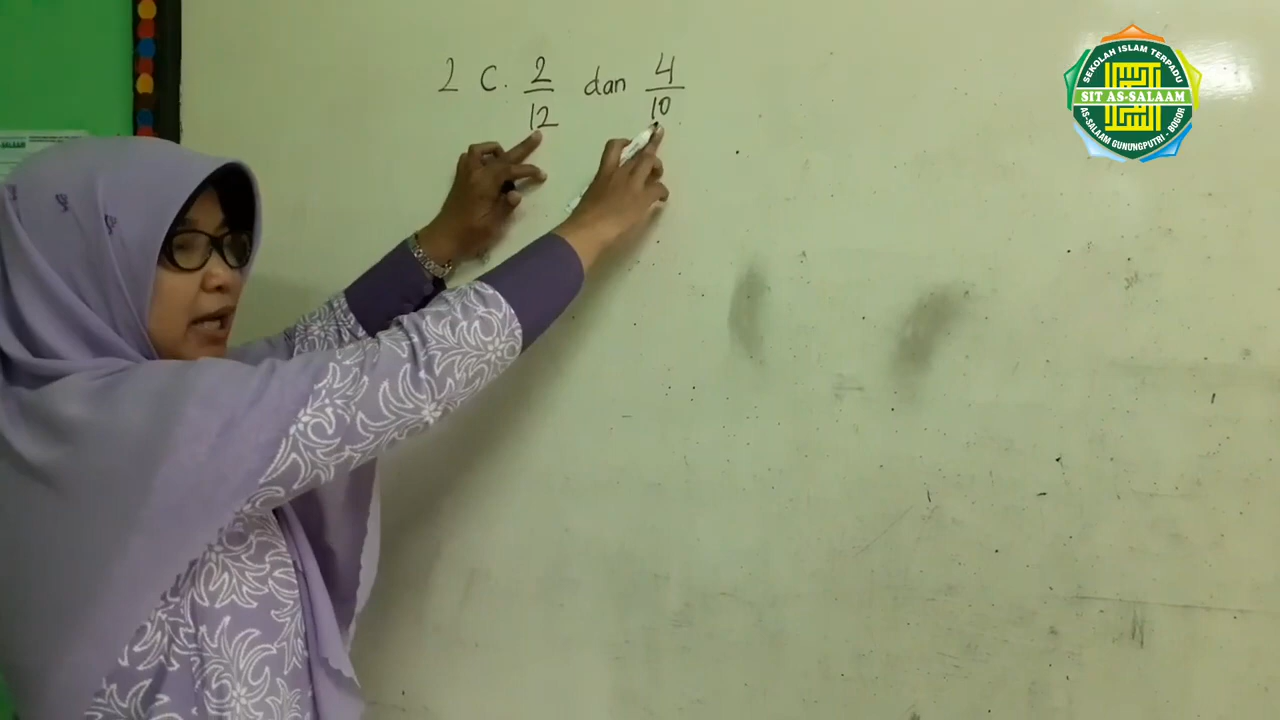 2 C. 2/12 dan 4/10
SEKOLAH ISLAM TERPADU
SIT AS-SALAAM
AS-SALAAM GUNUNGPUTRI - BOGOR